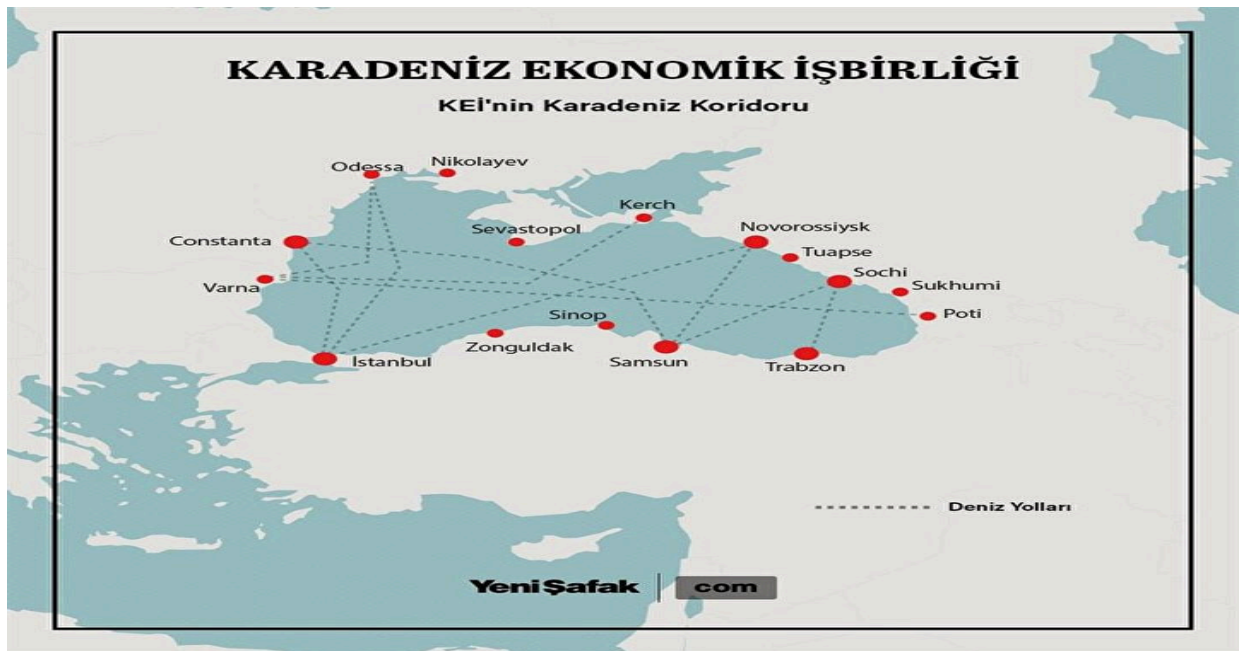 KARADENİZ EKONOMİK İŞBİRLİĞİ
KEİ'nin Karadeniz Koridoru
Odessa
Nikolayev
Kerch
Constanta
Sevastopol
Novorossiysk
Tuapse
Sochi
Varna
Sukhumi
Sinop
Poti
İstanbul
Zonguldak
Samsun
Trabzon
Deniz Yolları
YeniŞafak com